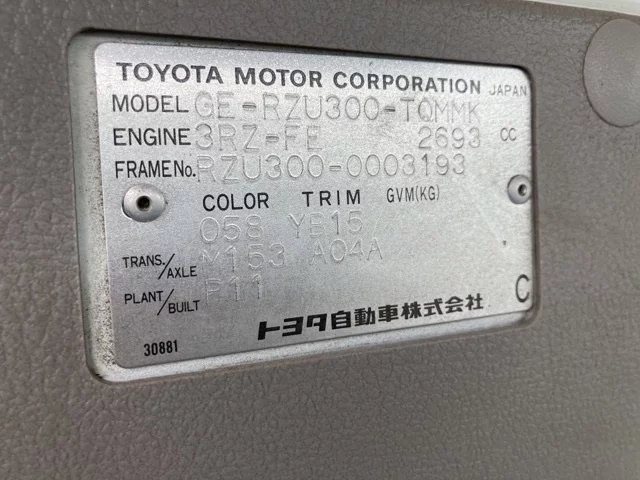 TOYOTA MOTOR CORPORATION JAPAN
MODEL GE-RZU300-TQMMK
ENGINE 3RZ-FE 2693 CC
FRAME No. RZU300-0003193
COLOR TRIM GVM(KG)
058 YB15
TRANS./AXLE M153 A04A
PLANT/BUILT P11
C
トヨタ自動車株式会社
30881